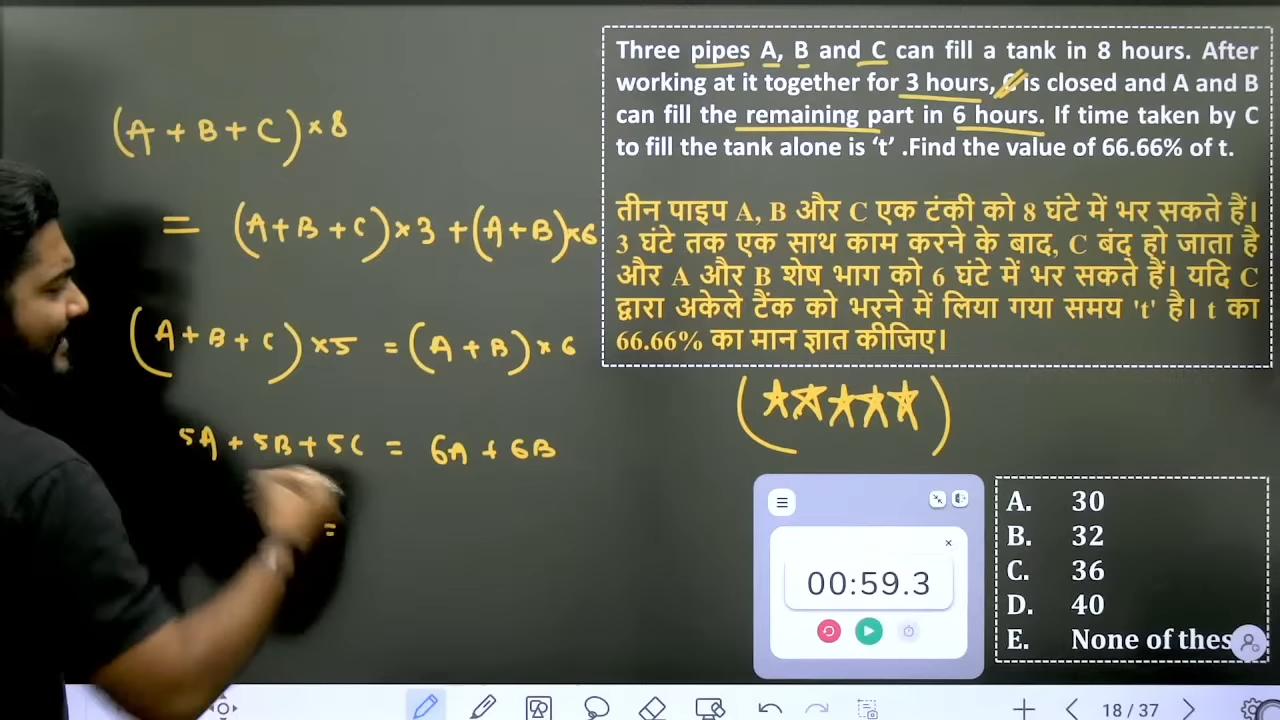 (A + B + C) × 8
= (A + B + C) × 3 + (A + B) × 6
(A + B + C) × 5 = (A + B) × 6
5A + 5B + 5C = 6A + 6B
=
Three pipes A, B and C can fill a tank in 8 hours. After
working at it together for 3 hours, C is closed and A and B
can fill the remaining part in 6 hours. If time taken by C
to fill the tank alone is ‘t’ .Find the value of 66.66% of t.
तीन पाइप A, B और C एक टंकी को 8 घंटे में भर सकते हैं।
3 घंटे तक एक साथ काम करने के बाद, C बंद हो जाता है
और A और B शेष भाग को 6 घंटे में भर सकते हैं। यदि C
द्वारा अकेले टैंक को भरने में लिया गया समय 't' है। t का
66.66% का मान ज्ञात कीजिए।
00:59.3
A. 30
B. 32
C. 36
D. 40
E. None of thes
18 / 37